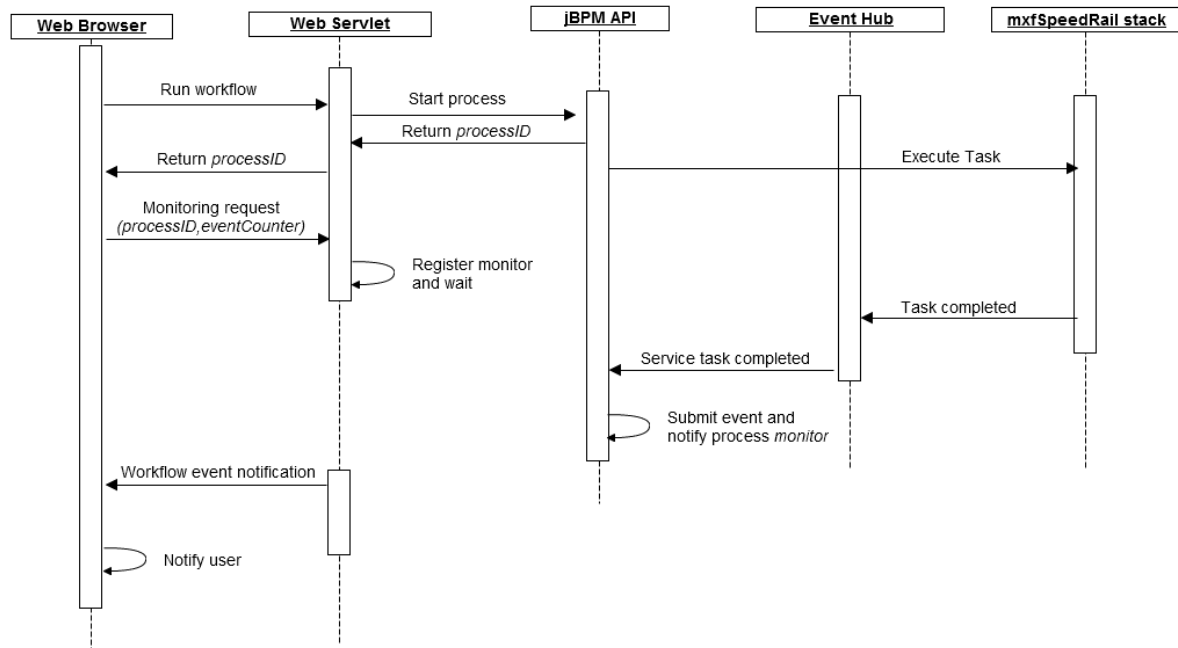 Web Browser
Web Servlet
jBPM API
Event Hub
mxfSpeedRail stack
Run workflow
Start process
Return processID
Return processID
Execute Task
Monitoring request
(processID,eventCounter)
Register monitor
and wait
Task completed
Service task completed
Submit event and
notify process monitor
Workflow event notification
Notify user